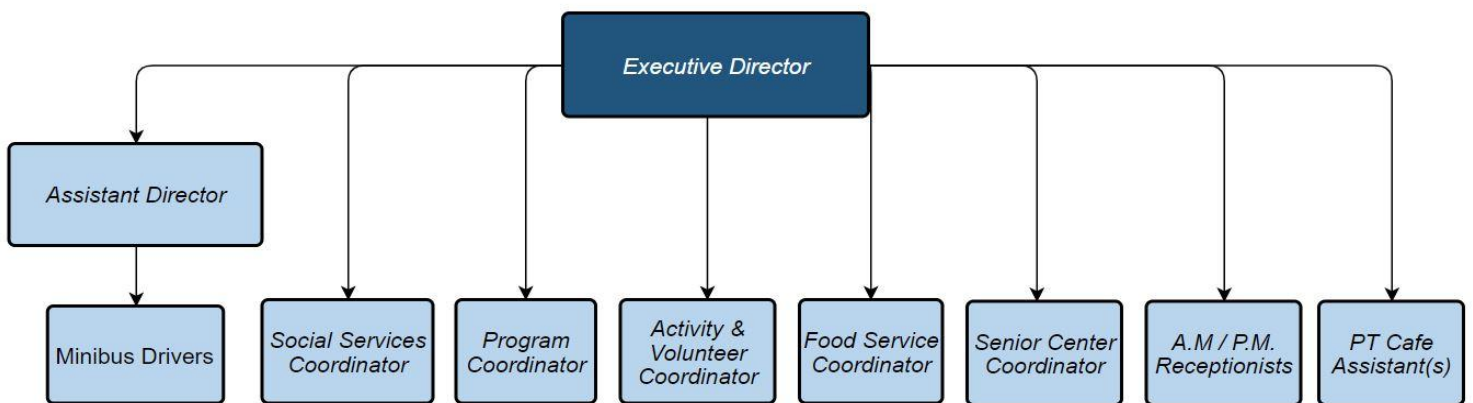 Executive Director
Assistant Director
Minibus Drivers
Social Services
Coordinator
Program
Coordinator
Activity &
Volunteer
Coordinator
Food Service
Coordinator
Senior Center
Coordinator
A.M / P.M.
Receptionists
PT Cafe
Assistant(s)